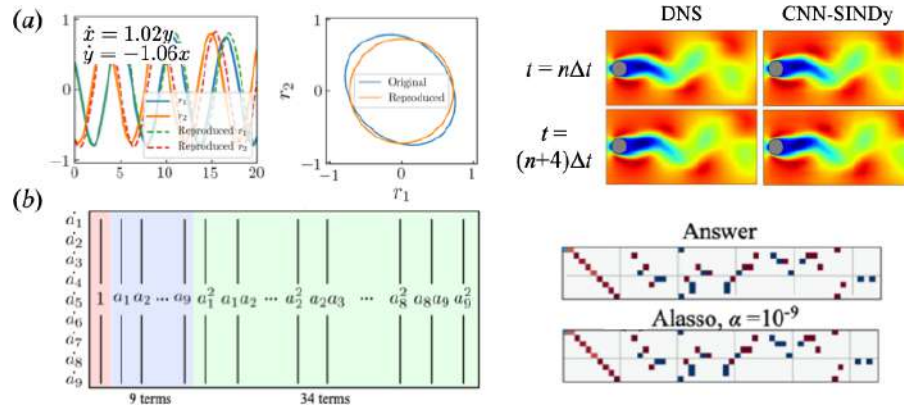 (a)
1
0
−1
0 5 10 15 20
ẋ = 1.02y
ẏ = −1.06x
r₁
r₂
Reproduced r₁
Reproduced r₂
r₂
1
0
−1
−1 0 1
r₁
Original
Reproduced
DNS CNN-SINDy
t = nΔt
t =
(n+4)Δt
(b)
ȧ₁
ȧ₂
ȧ₃
ȧ₄
ȧ₅ 1 a₁ a₂ ... a₉ a₁² a₁a₂ ... a₂² a₂a₃ ... a₈² a₈a₉ a₉²
ȧ₆
ȧ₇
ȧ₈
ȧ₉
9 terms 34 terms
Answer
Alasso, α =10⁻⁹